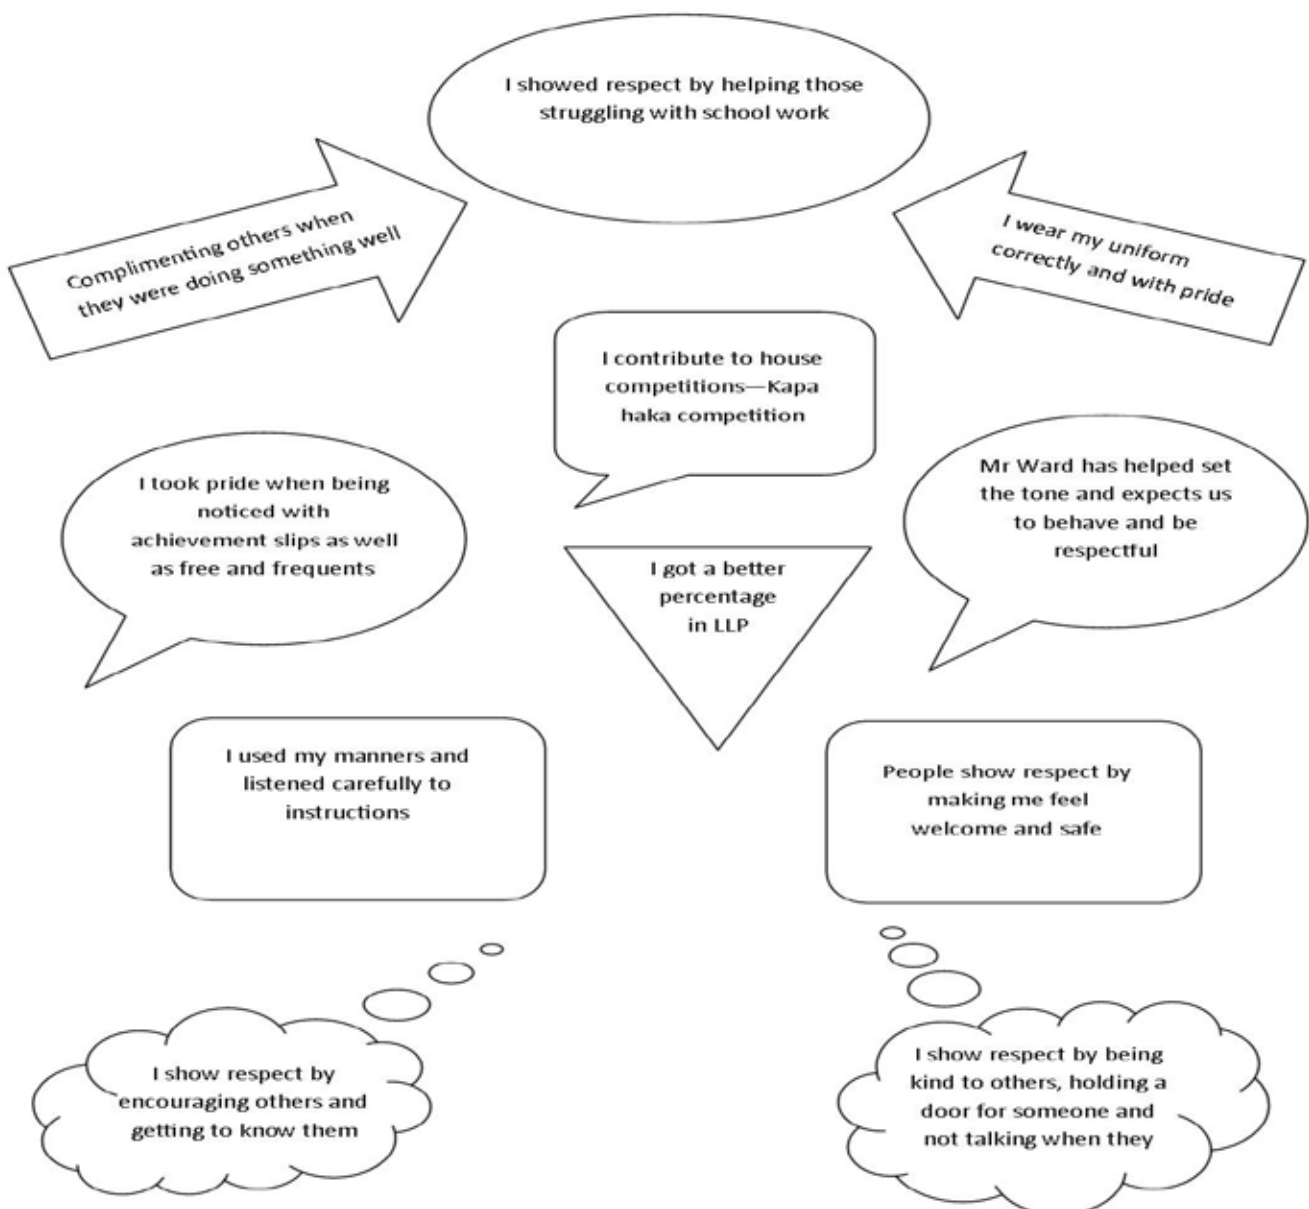 I showed respect by helping those
struggling with school work
Complimenting others when
they were doing something well
I wear my uniform
correctly and with pride
I contribute to house
competitions—Kapa
haka competition
I took pride when being
noticed with
achievement slips as well
as free and frequents
Mr Ward has helped set
the tone and expects us
to behave and be
respectful
I got a better
percentage
in LLP
I used my manners and
listened carefully to
instructions
People show respect by
making me feel
welcome and safe
I show respect by
encouraging others and
getting to know them
I show respect by being
kind to others, holding a
door for someone and
not talking when they